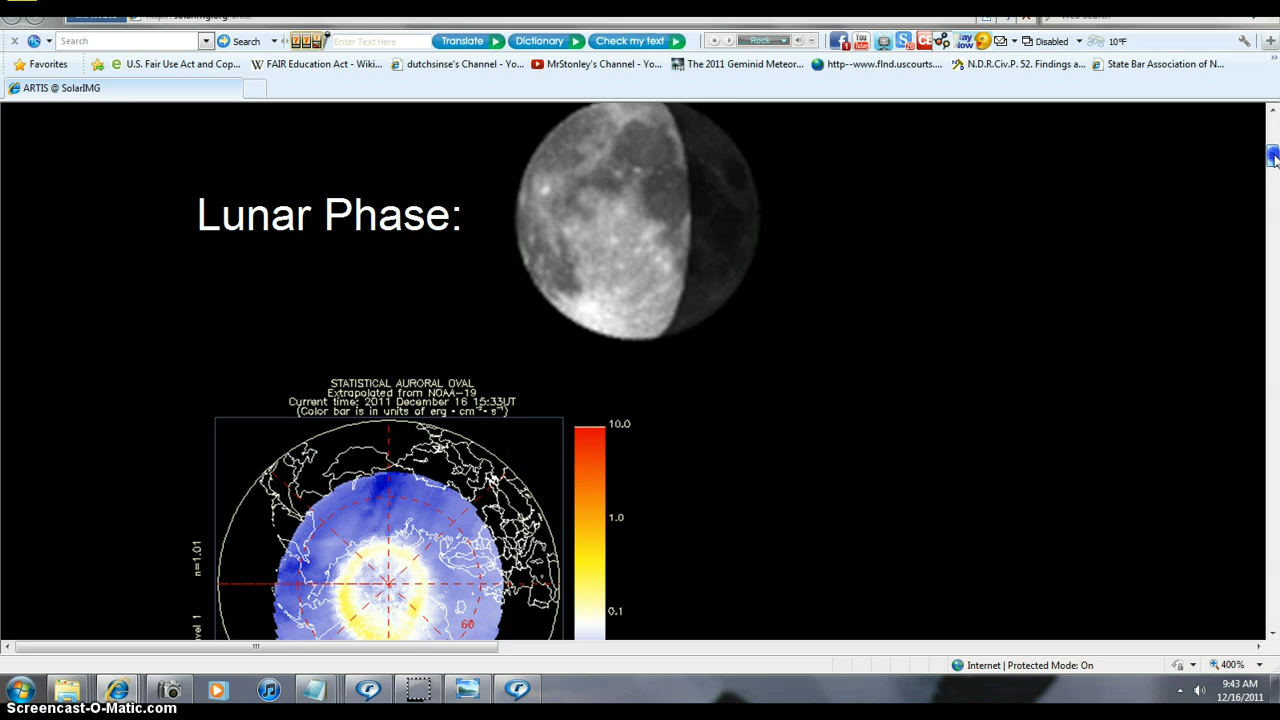 Search
Search
Enter Text Here
Translate
Dictionary
Check my text
Rock
Disabled
10°F
Favorites
U.S. Fair Use Act and Cop...
FAIR Education Act - Wiki...
dutchsinse's Channel - Yo...
MrStonley's Channel - Yo...
The 2011 Geminid Meteor...
http--www.flnd.uscourts....
N.D.R.Civ.P. 52. Findings a...
State Bar Association of N...
ARTIS @ SolarIMG
Lunar Phase:
STATISTICAL AURORAL OVAL
Extrapolated from NOAA-19
Current time: 2011 December 16 15:33UT
(Color bar is in units of erg • cm⁻²• s⁻¹)
10.0
1.0
0.1
n=1.01
60
Internet | Protected Mode: On
400%
9:43 AM
12/16/2011
Screencast-O-Matic.com